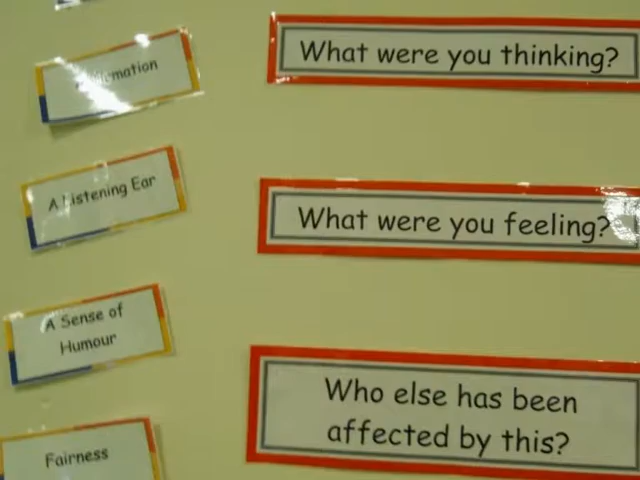 What were you thinking?
A Listening Ear
What were you feeling?
A Sense of
Humour
Who else has been
affected by this?
Fairness